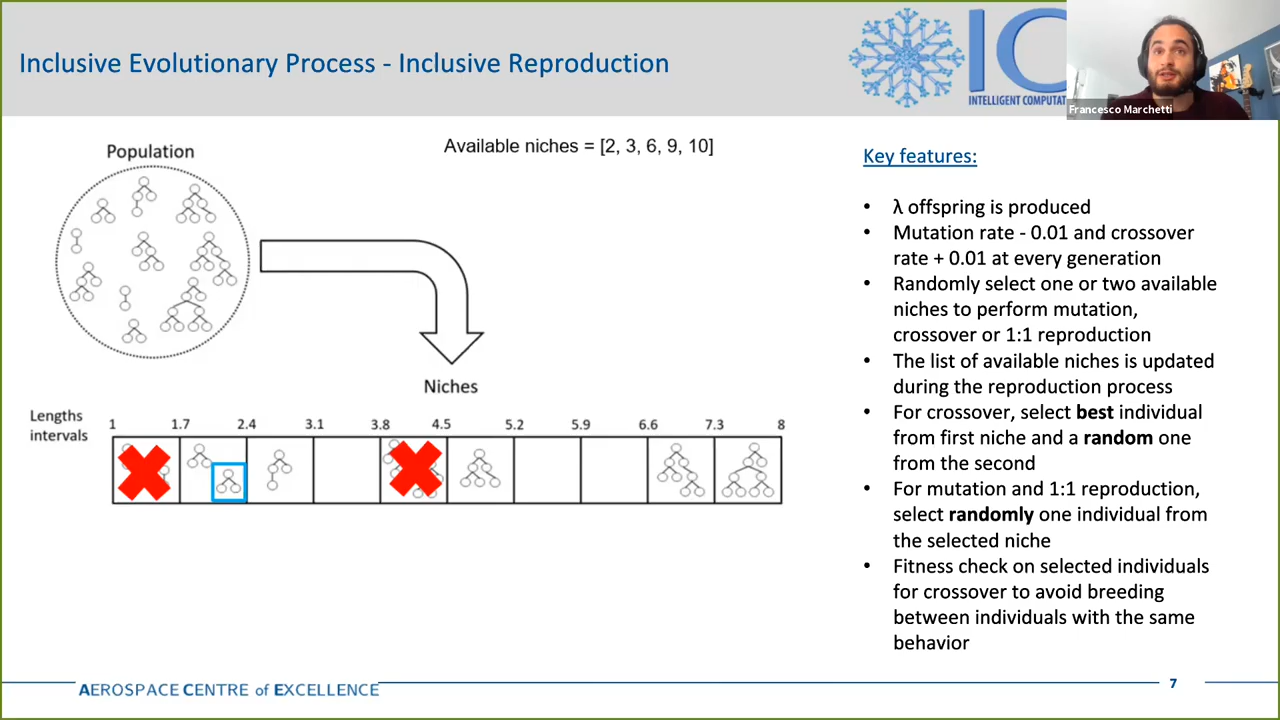 Inclusive Evolutionary Process - Inclusive Reproduction
IC
INTELLIGENT COMPUTAT
Francesco Marchetti
Population
Available niches = [2, 3, 6, 9, 10]
Niches
Lengths
intervals
1 1.7 2.4 3.1 3.8 4.5 5.2 5.9 6.6 7.3 8
Key features:
• λ offspring is produced
• Mutation rate - 0.01 and crossover
rate + 0.01 at every generation
• Randomly select one or two available
niches to perform mutation,
crossover or 1:1 reproduction
• The list of available niches is updated
during the reproduction process
• For crossover, select best individual
from first niche and a random one
from the second
• For mutation and 1:1 reproduction,
select randomly one individual from
the selected niche
• Fitness check on selected individuals
for crossover to avoid breeding
between individuals with the same
behavior
AEROSPACE CENTRE of EXCELLENCE
7